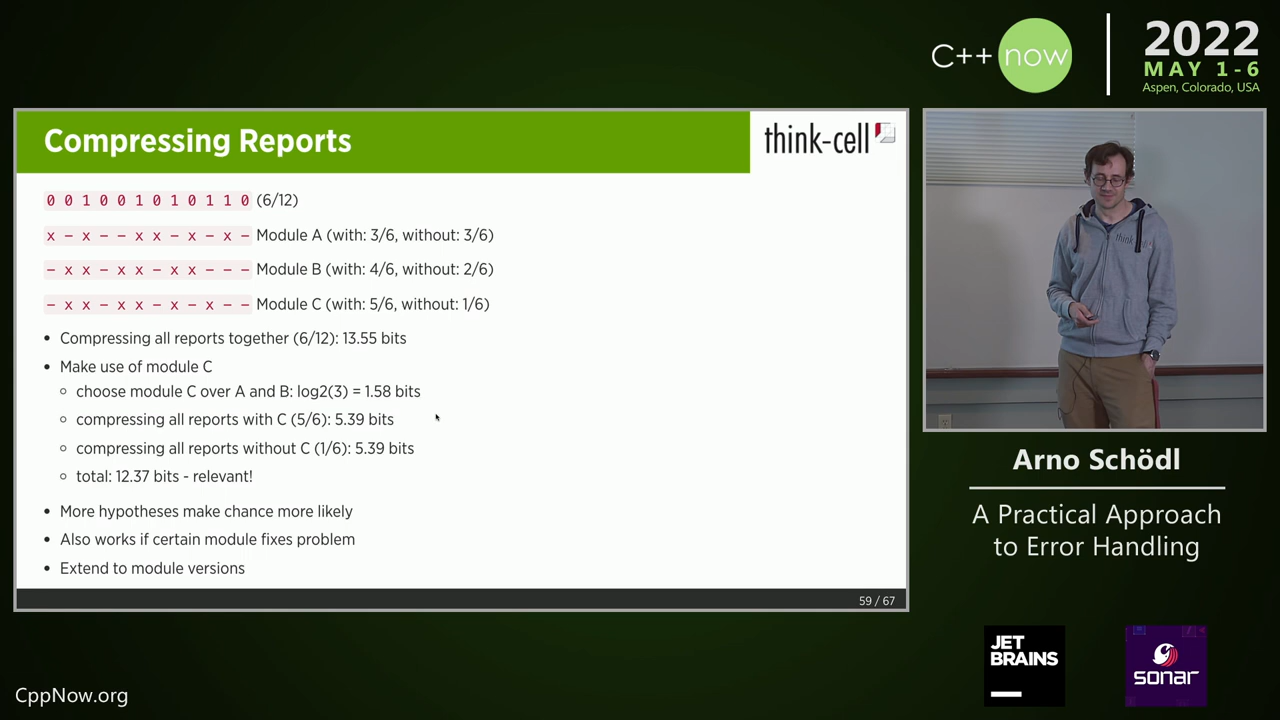 C++ now
2022
MAY 1-6
Aspen, Colorado, USA
Compressing Reports
think-cell
0 0 1 0 0 1 0 1 0 1 1 0 (6/12)
x - x - - x x - x - x - Module A (with: 3/6, without: 3/6)
- x x - x x - x x - - - Module B (with: 4/6, without: 2/6)
- x x - x x - x - x - - Module C (with: 5/6, without: 1/6)
• Compressing all reports together (6/12): 13.55 bits
• Make use of module C
choose module C over A and B: log2(3) = 1.58 bits
compressing all reports with C (5/6): 5.39 bits
compressing all reports without C (1/6): 5.39 bits
total: 12.37 bits - relevant!
• More hypotheses make chance more likely
• Also works if certain module fixes problem
• Extend to module versions
59 / 67
Arno Schödl
A Practical Approach
to Error Handling
JET
BRAINS
sonar
CppNow.org